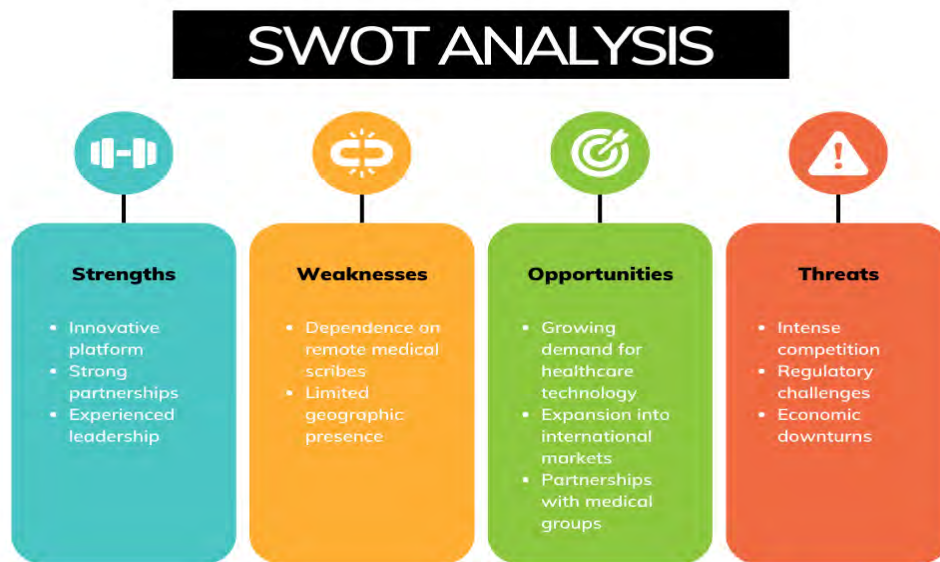 SWOT ANALYSIS
Strengths
• Innovative
platform
• Strong
partnerships
• Experienced
leadership
Weaknesses
• Dependence on
remote medical
scribes
• Limited
geographic
presence
Opportunities
• Growing
demand for
healthcare
technology
• Expansion into
international
markets
• Partnerships
with medical
groups
Threats
• Intense
competition
• Regulatory
challenges
• Economic
downturns